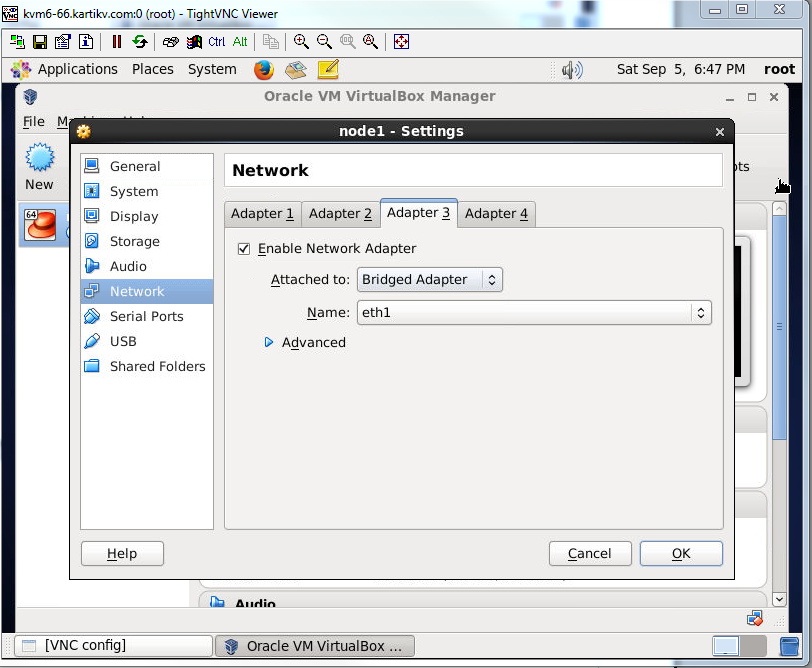 kvm6-66.kartikv.com:0 (root) - TightVNC Viewer
Ctrl Alt
Applications Places System Sat Sep 5, 6:47 PM root
Oracle VM VirtualBox Manager
File
node1 - Settings
New
64
General
System
Display
Storage
Audio
Network
Serial Ports
USB
Shared Folders
Network
Adapter 1 Adapter 2 Adapter 3 Adapter 4
Enable Network Adapter
Attached to: Bridged Adapter
Name: eth1
Advanced
Help Cancel OK
Audio
[VNC config] Oracle VM VirtualBox ...